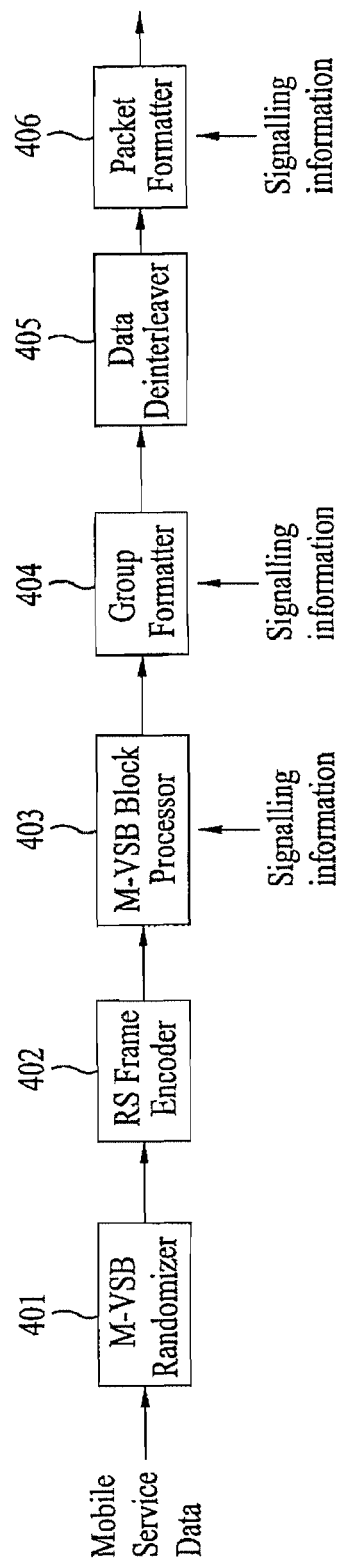 Mobile
Service
Data
401
M-VSB
Randomizer
402
RS Frame
Encoder
403
M-VSB Block
Processor
Signalling
information
404
Group
Formatter
Signalling
information
405
Data
Deinterleaver
406
Packet
Formatter
Signalling
information